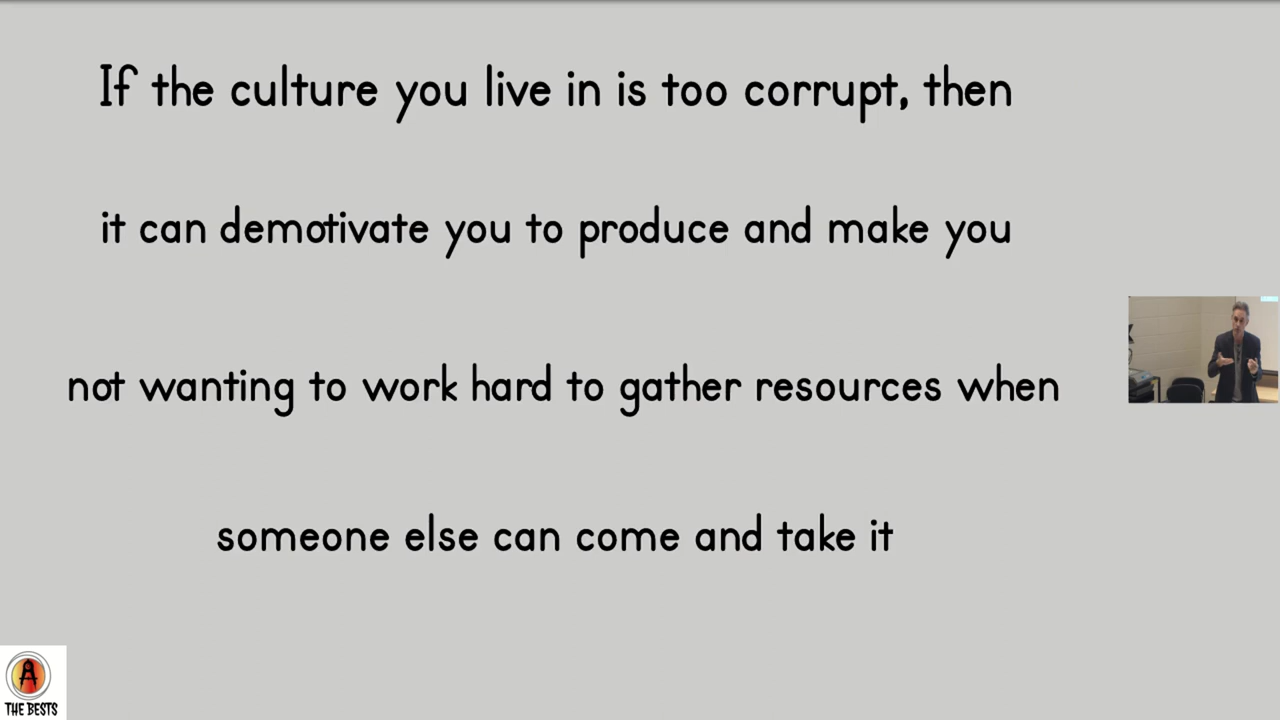 If the culture you live in is too corrupt, then
it can demotivate you to produce and make you
not wanting to work hard to gather resources when
someone else can come and take it
A
THE BESTS